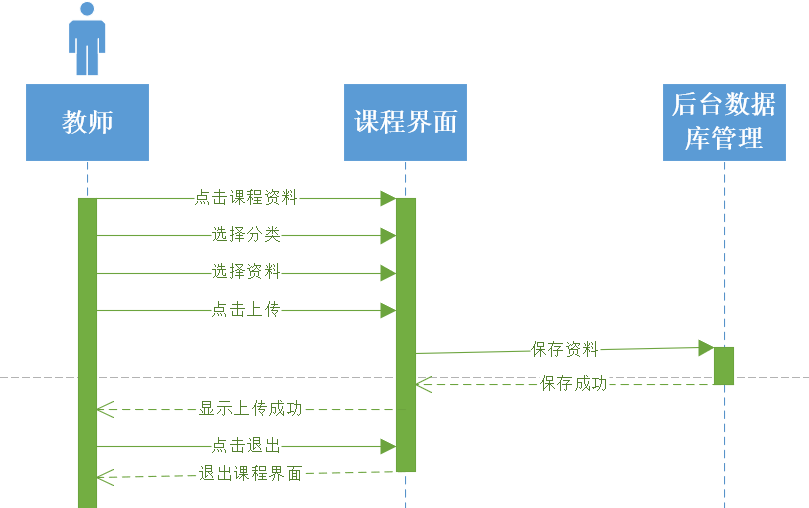 教师
课程界面
后台数据
库管理
点击课程资料
选择分类
选择资料
点击上传
保存资料
保存成功
显示上传成功
点击退出
退出课程界面